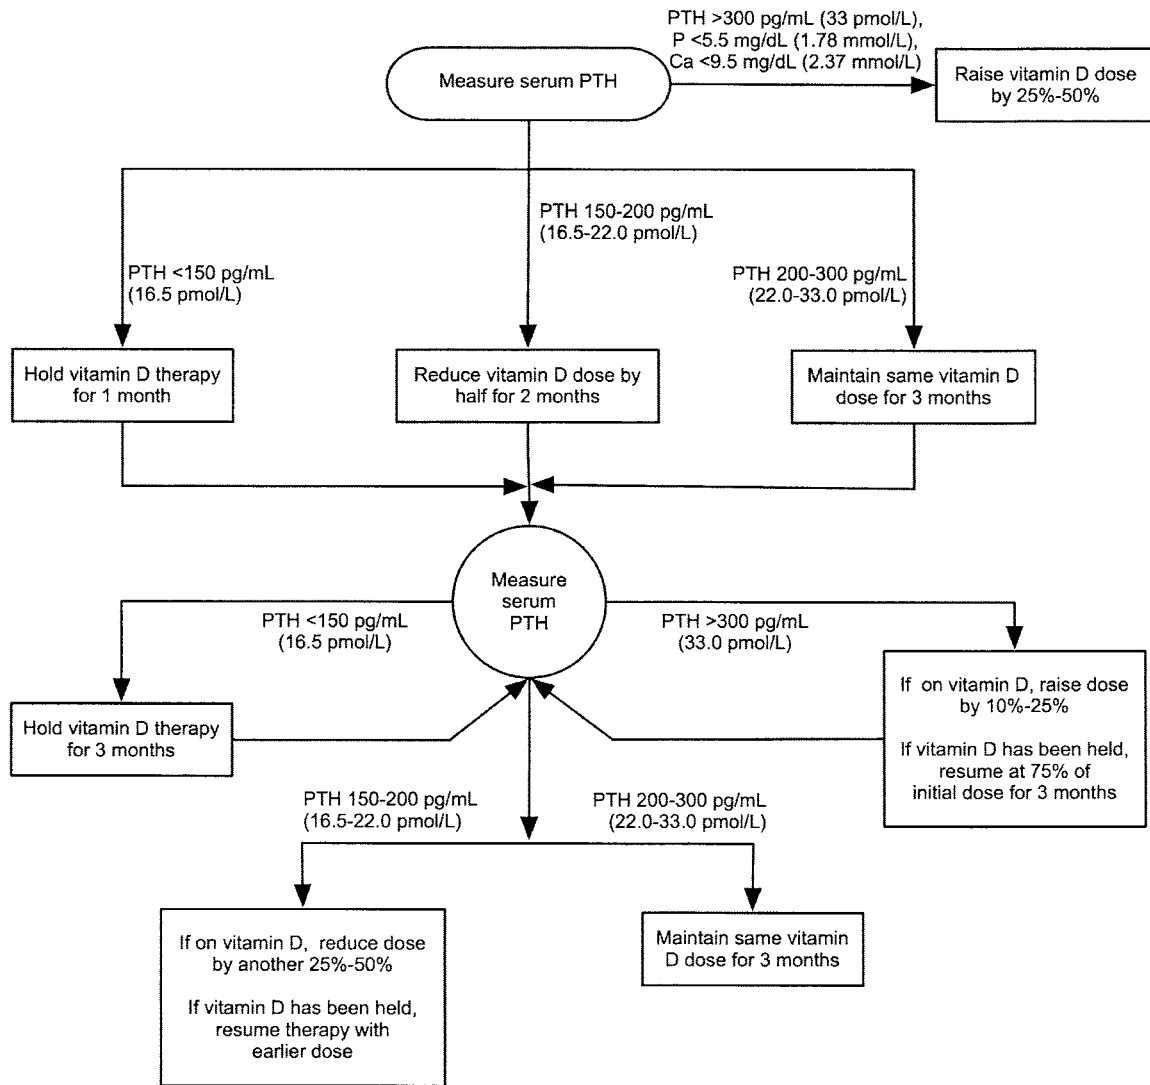 PTH >300 pg/mL (33 pmol/L),
P <5.5 mg/dL (1.78 mmol/L),
Ca <9.5 mg/dL (2.37 mmol/L)
Measure serum PTH
Raise vitamin D dose
by 25%-50%
PTH 150-200 pg/mL
(16.5-22.0 pmol/L)
PTH <150 pg/mL
(16.5 pmol/L)
PTH 200-300 pg/mL
(22.0-33.0 pmol/L)
Hold vitamin D therapy
for 1 month
Reduce vitamin D dose by
half for 2 months
Maintain same vitamin D
dose for 3 months
Measure
serum
PTH
PTH <150 pg/mL
(16.5 pmol/L)
PTH >300 pg/mL
(33.0 pmol/L)
Hold vitamin D therapy
for 3 months
If on vitamin D, raise dose
by 10%-25%
If vitamin D has been held,
resume at 75% of
initial dose for 3 months
PTH 150-200 pg/mL
(16.5-22.0 pmol/L)
PTH 200-300 pg/mL
(22.0-33.0 pmol/L)
If on vitamin D, reduce dose
by another 25%-50%
If vitamin D has been held,
resume therapy with
earlier dose
Maintain same vitamin
D dose for 3 months